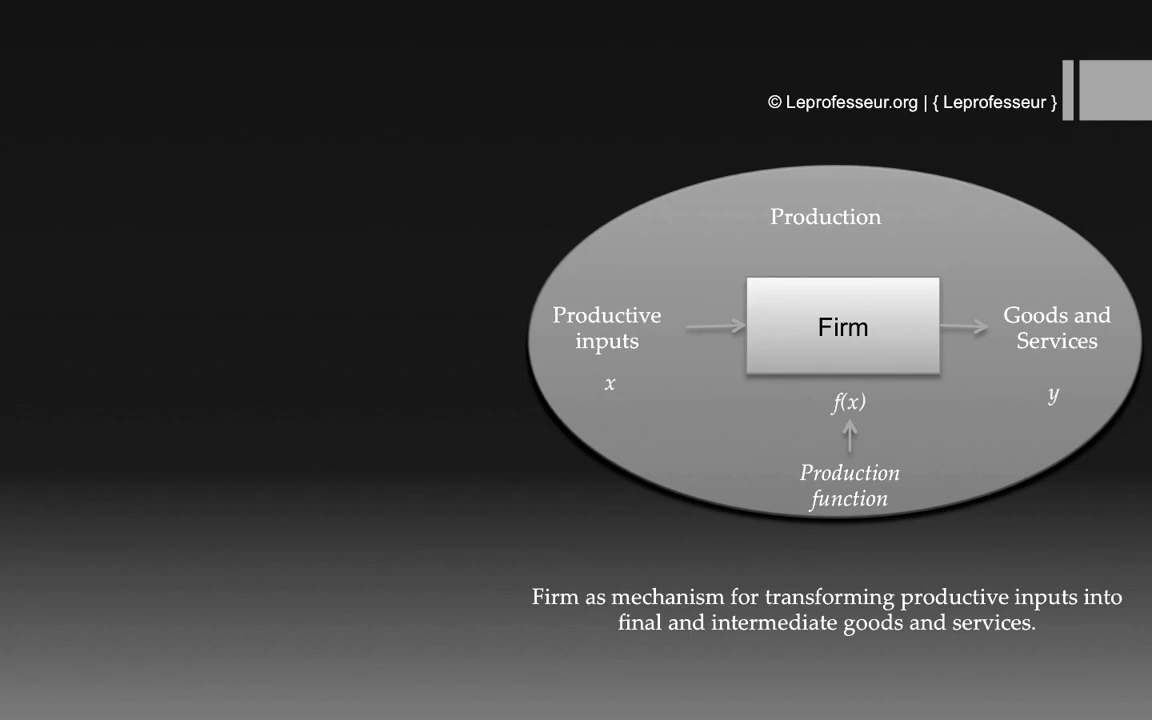 © Leprofesseur.org | { Leprofesseur }
Production
Productive
inputs
x
Firm
f(x)
Production
function
Goods and
Services
y
Firm as mechanism for transforming productive inputs into
final and intermediate goods and services.